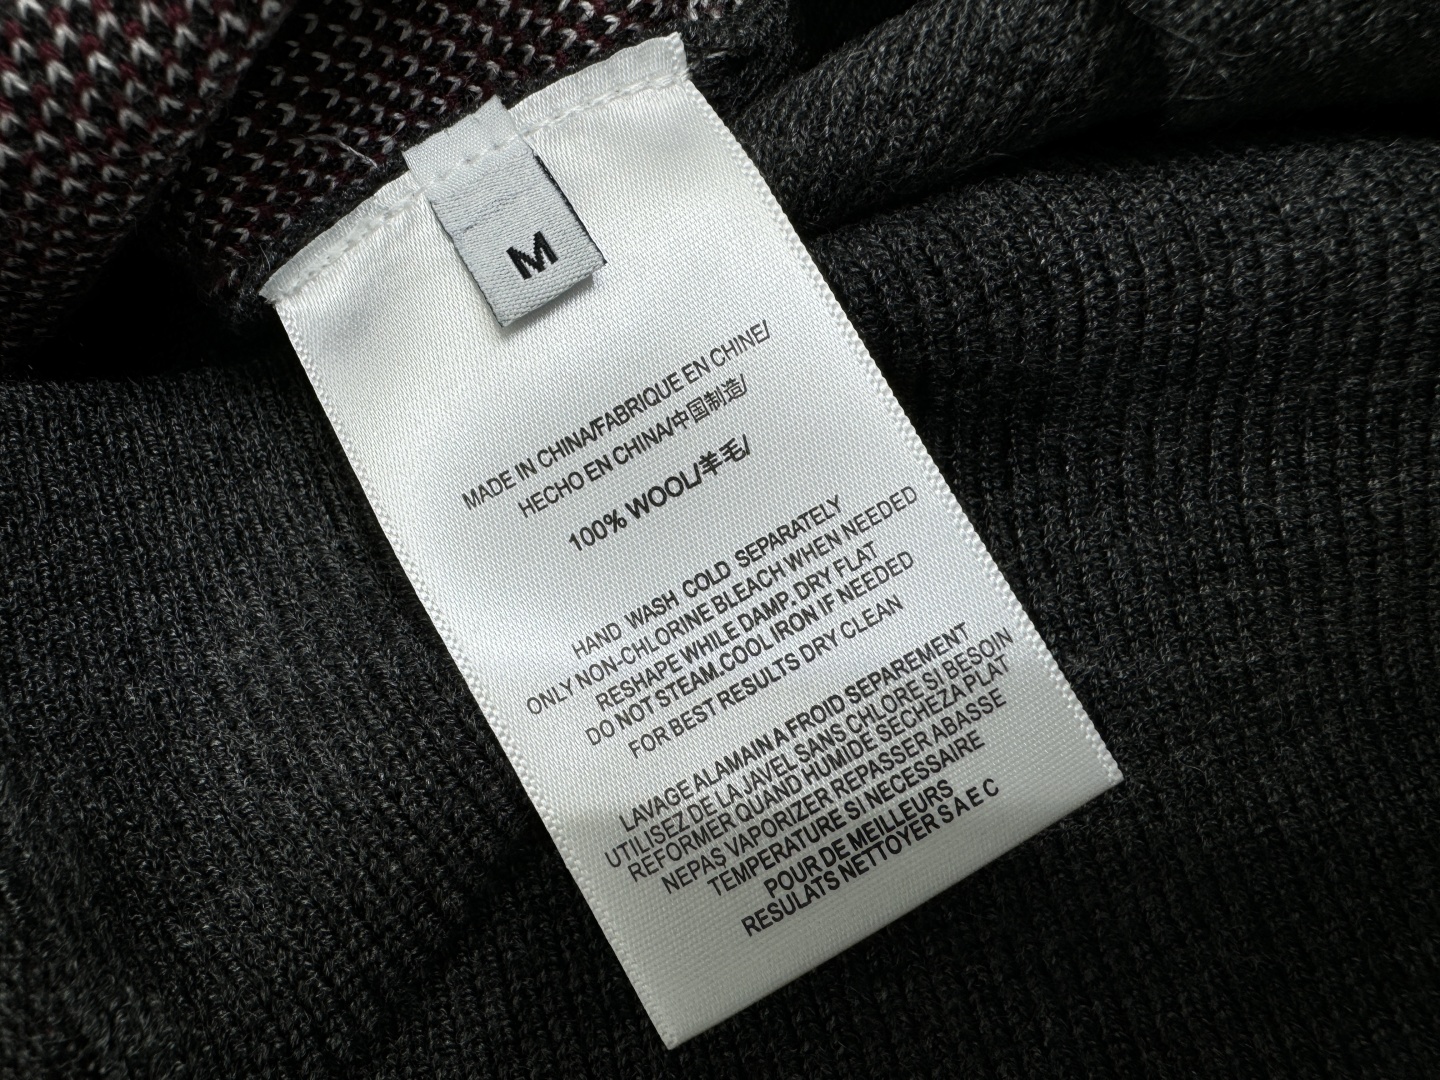 M
MADE IN CHINA/FABRIQUE EN CHINE/
HECHO EN CHINA/中国制造/
100% WOOL/羊毛/
HAND WASH COLD SEPARATELY
ONLY NON-CHLORINE BLEACH WHEN NEEDED
RESHAPE WHILE DAMP. DRY FLAT
DO NOT STEAM.COOL IRON IF NEEDED
FOR BEST RESULTS DRY CLEAN
LAVAGE ALAMAIN A FROID SEPAREMENT
UTILISEZ DE LA JAVEL SANS CHLORE SI BESOIN
REFORMER QUAND HUMIDE SECHEZ A PLAT
NEPAS VAPORIZER REPASSER ABASSE
TEMPERATURE SI NECESSAIRE
POUR DE MEILLEURS
RESULATS NETTOYER S A E C